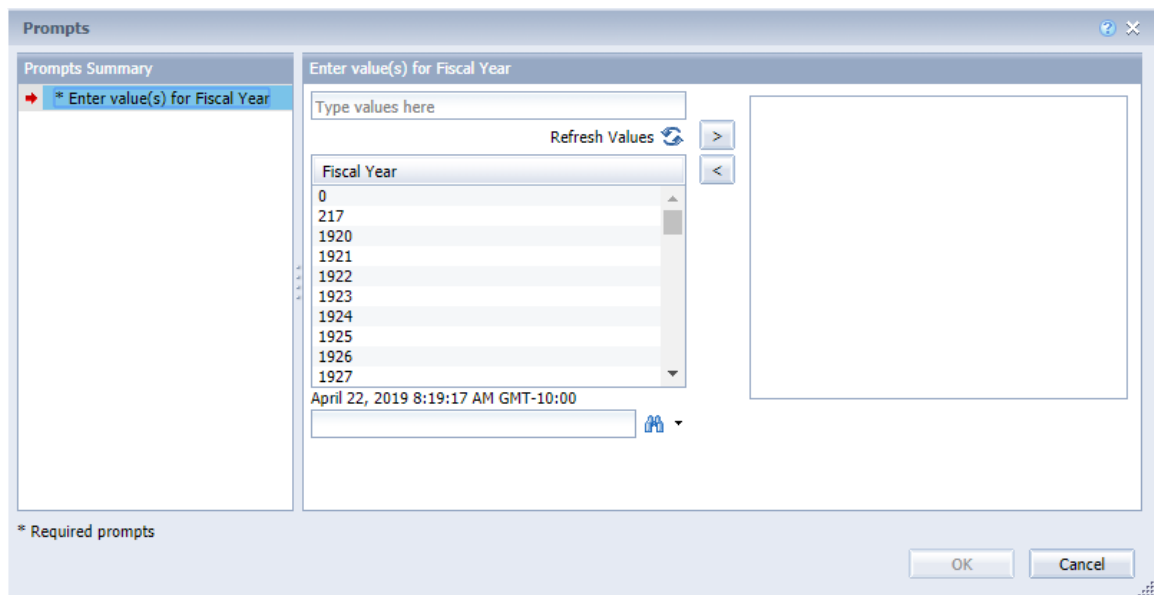 Prompts
Prompts Summary
* Enter value(s) for Fiscal Year
Enter value(s) for Fiscal Year
Type values here
Refresh Values
>
<
Fiscal Year
0
217
1920
1921
1922
1923
1924
1925
1926
1927
April 22, 2019 8:19:17 AM GMT-10:00
* Required prompts
OK
Cancel